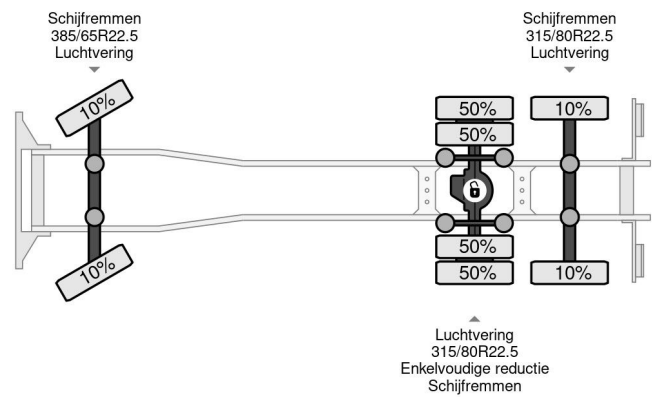 Schijfremmen
385/65R22.5
Luchtvering
Schijfremmen
315/80R22.5
Luchtvering
10%
50%
10%
50%
50%
10%
50%
10%
Luchtvering
315/80R22.5
Enkelvoudige reductie
Schijfremmen